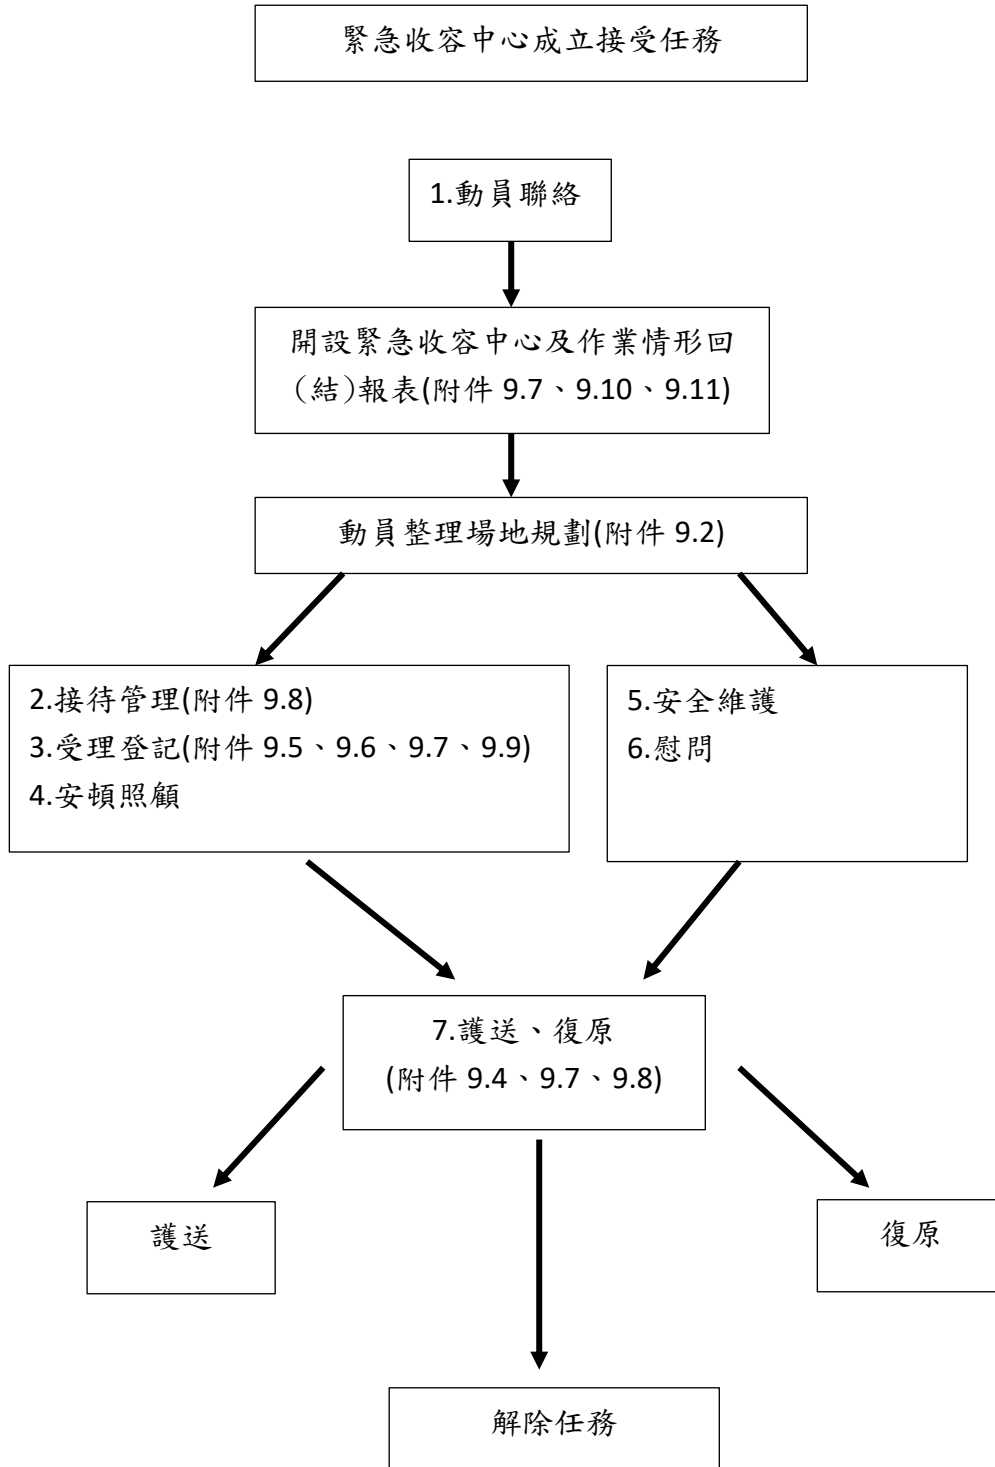 緊急收容中心成立接受任務
1.動員聯絡
開設緊急收容中心及作業情形回
(結)報表(附件 9.7、9.10、9.11)
動員整理場地規劃(附件 9.2)
2.接待管理(附件 9.8)
3.受理登記(附件 9.5、9.6、9.7、9.9)
4.安頓照顧
5.安全維護
6.慰問
7.護送、復原
(附件 9.4、9.7、9.8)
護送
復原
解除任務